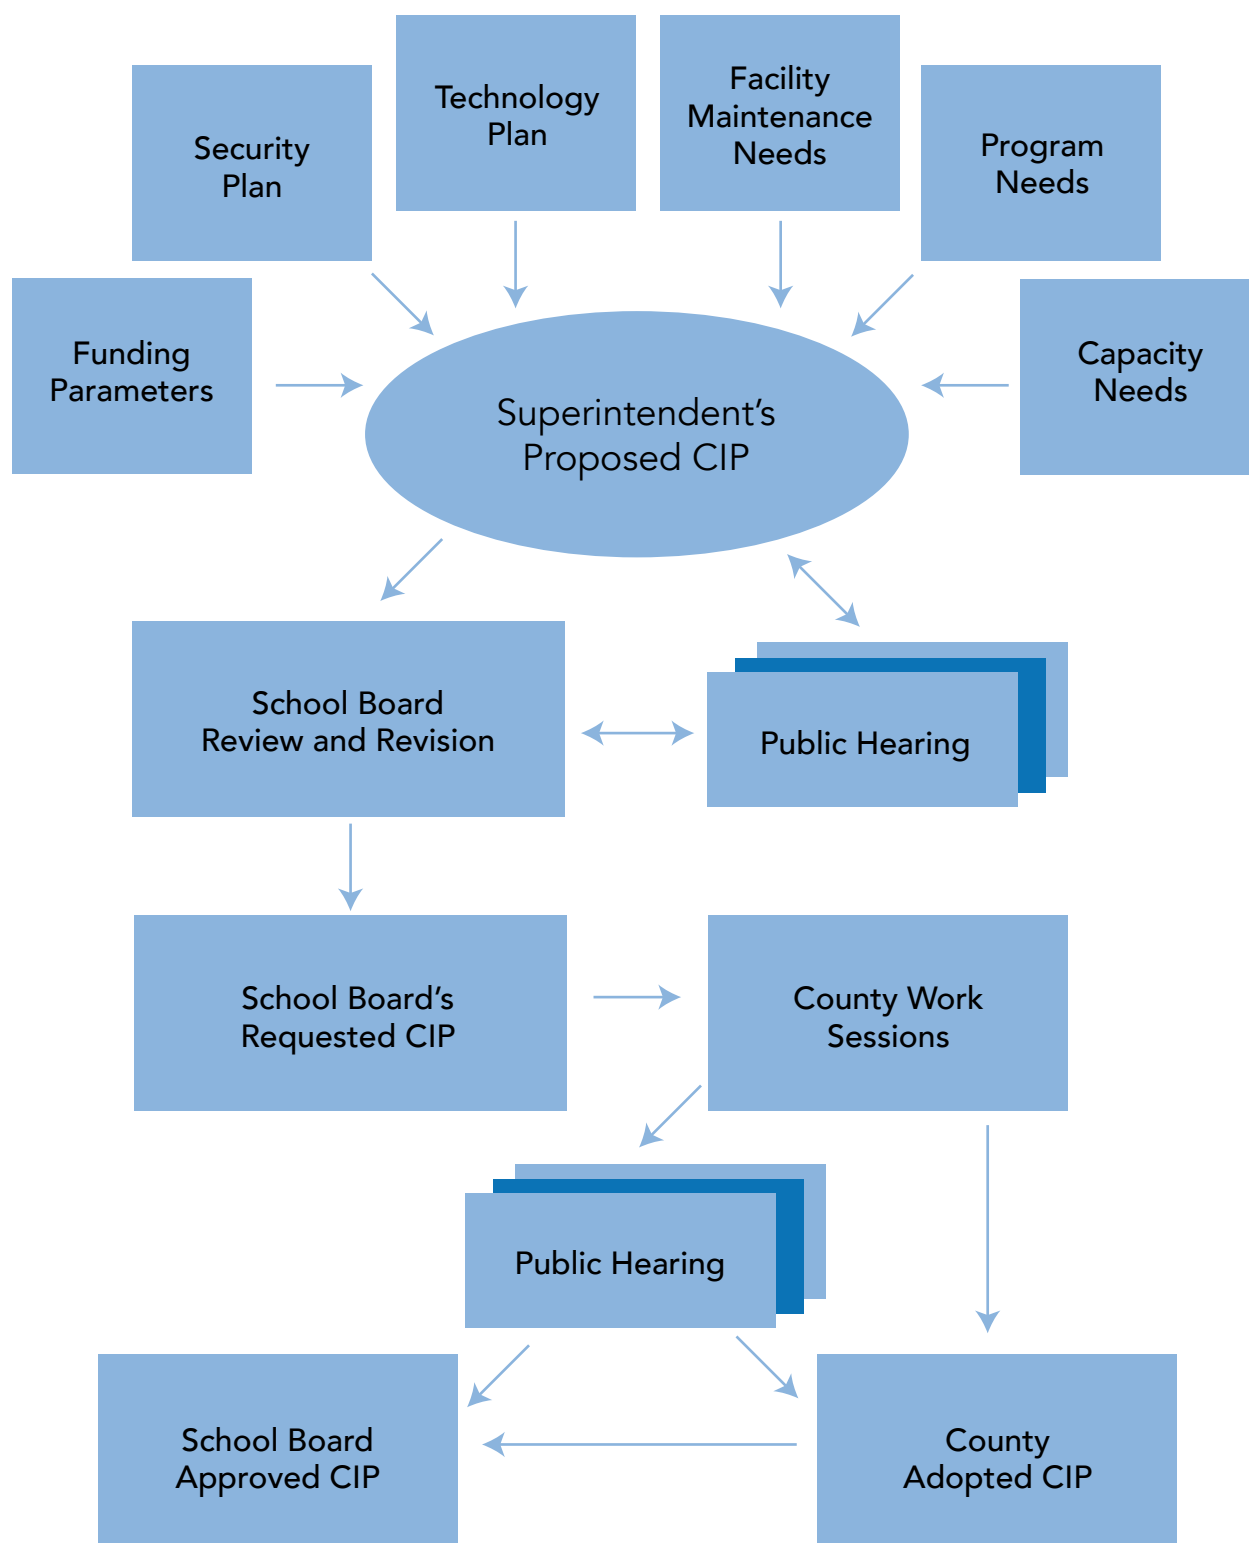 Technology
Plan
Facility
Maintenance
Needs
Security
Plan
Program
Needs
Funding
Parameters
Capacity
Needs
Superintendent’s
Proposed CIP
School Board
Review and Revision
Public Hearing
School Board’s
Requested CIP
County Work
Sessions
Public Hearing
School Board
Approved CIP
County
Adopted CIP